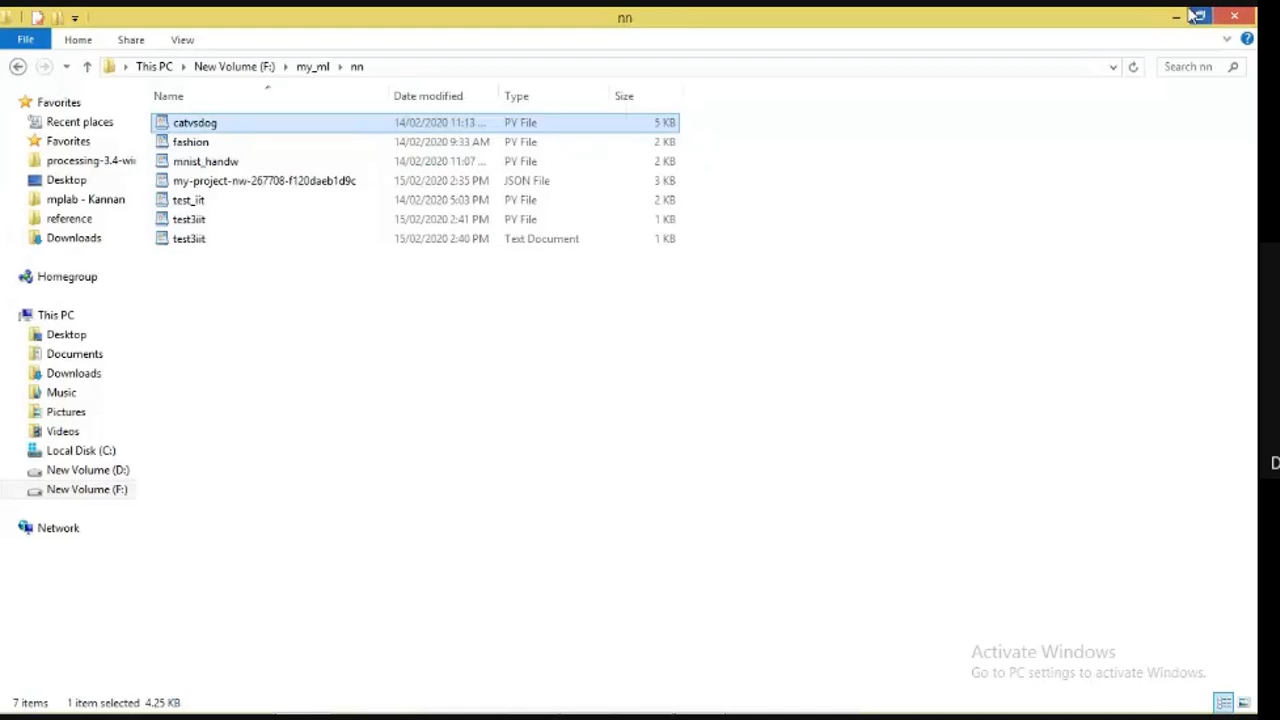 nn
File Home Share View
This PC New Volume (F:) my_ml nn Search nn
Name Date modified Type Size
Favorites
Recent places
Favorites
processing-3.4-wi
Desktop
mplab - Kannan
reference
Downloads
Homegroup
This PC
Desktop
Documents
Downloads
Music
Pictures
Videos
Local Disk (C:)
New Volume (D:)
New Volume (F:)
Network
catvsdog 14/02/2020 11:13 ... PY File 5 KB
fashion 14/02/2020 9:33 AM PY File 2 KB
mnist_handw 14/02/2020 11:07 ... PY File 2 KB
my-project-nw-267708-f120daeb1d9c 15/02/2020 2:35 PM JSON File 3 KB
test_iit 14/02/2020 5:03 PM PY File 2 KB
test3iit 15/02/2020 2:41 PM PY File 1 KB
test3iit 15/02/2020 2:40 PM Text Document 1 KB
Activate Windows
Go to PC settings to activate Windows.
7 items 1 item selected 4.25 KB